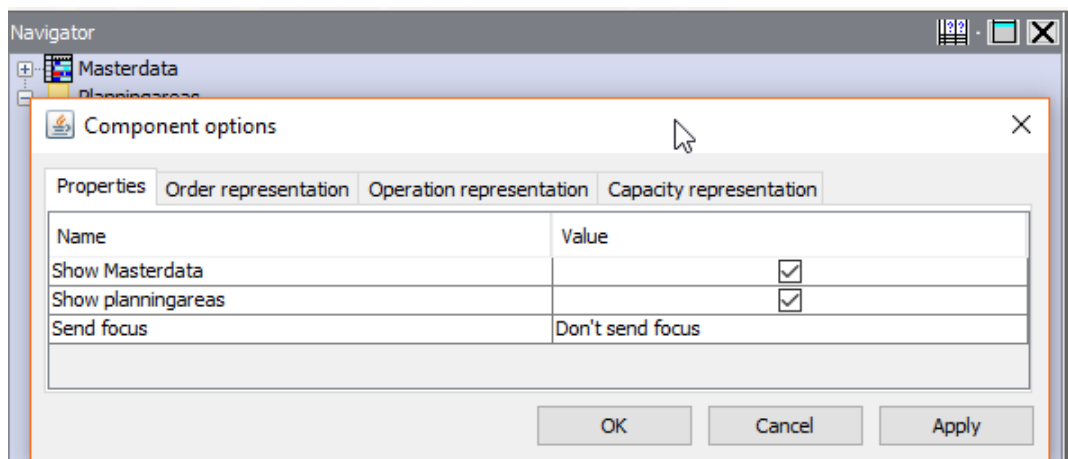 Navigator
Masterdata
Planningareas
Component options
Properties Order representation Operation representation Capacity representation
Name Value
Show Masterdata
Show planningareas
Send focus Don't send focus
OK Cancel Apply